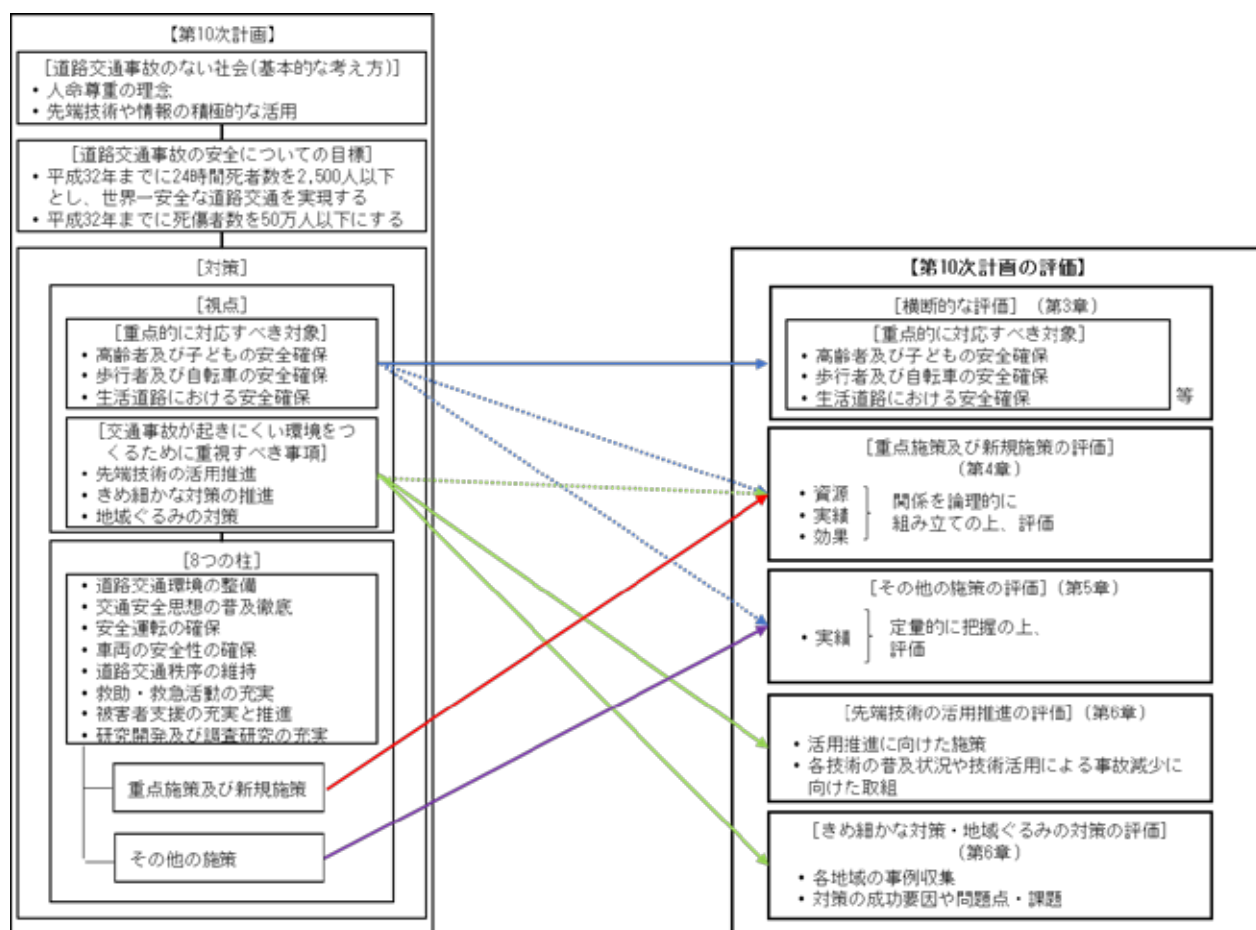 【第10次計画】
[道路交通事故のない社会(基本的な考え方)]
• 人命尊重の理念
• 先端技術や情報の積極的な活用
[道路交通事故の安全についての目標]
• 平成32年までに24時間死者数を2,500人以下
とし、世界一安全な道路交通を実現する
• 平成32年までに死傷者数を50万人以下にする
[対策]
[視点]
[重点的に対応すべき対象]
• 高齢者及び子どもの安全確保
• 歩行者及び自転車の安全確保
• 生活道路における安全確保
[交通事故が起きにくい環境をつ
くるために重視すべき事項]
• 先端技術の活用推進
• きめ細かな対策の推進
• 地域ぐるみの対策
[8つの柱]
• 道路交通環境の整備
• 交通安全思想の普及徹底
• 安全運転の確保
• 車両の安全性の確保
• 道路交通秩序の維持
• 救助・救急活動の充実
• 被害者支援の充実と推進
• 研究開発及び調査研究の充実
重点施策及び新規施策
その他の施策
【第10次計画の評価】
[横断的な評価] (第3章)
[重点的に対応すべき対象]
• 高齢者及び子どもの安全確保
• 歩行者及び自転車の安全確保
• 生活道路における安全確保
等
[重点施策及び新規施策の評価]
(第4章)
• 資源
• 実績
• 効果
関係を論理的に
組み立ての上、評価
[その他の施策の評価] (第5章)
• 実績
定量的に把握の上、
評価
[先端技術の活用推進の評価] (第6章)
• 活用推進に向けた施策
• 各技術の普及状況や技術活用による事故減少に
向けた取組
[きめ細かな対策・地域ぐるみの対策の評価]
(第6章)
• 各地域の事例収集
• 対策の成功要因や問題点・課題